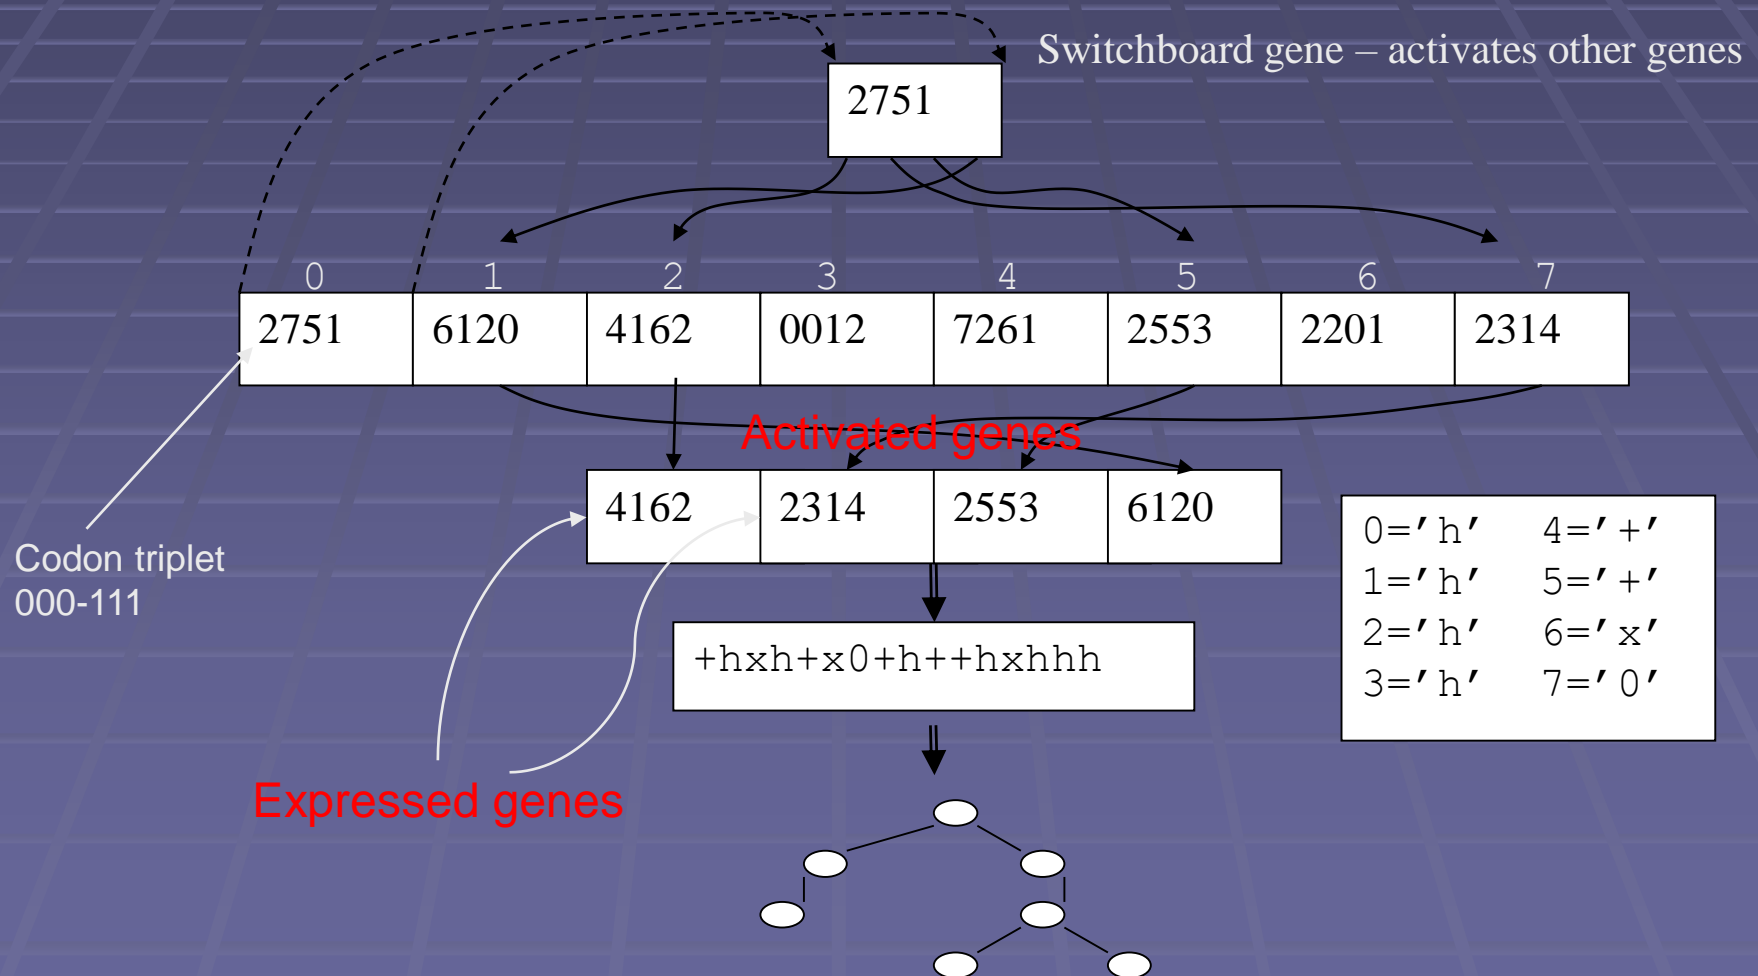 Switchboard gene – activates other genes
2751
0 1 2 3 4 5 6 7
2751 6120 4162 0012 7261 2553 2201 2314
Activated genes
4162 2314 2553 6120
Codon triplet
000-111
+hxh+x0+h++hxhhh
0='h' 4='+'
1='h' 5='+'
2='h' 6='x'
3='h' 7='0'
Expressed genes